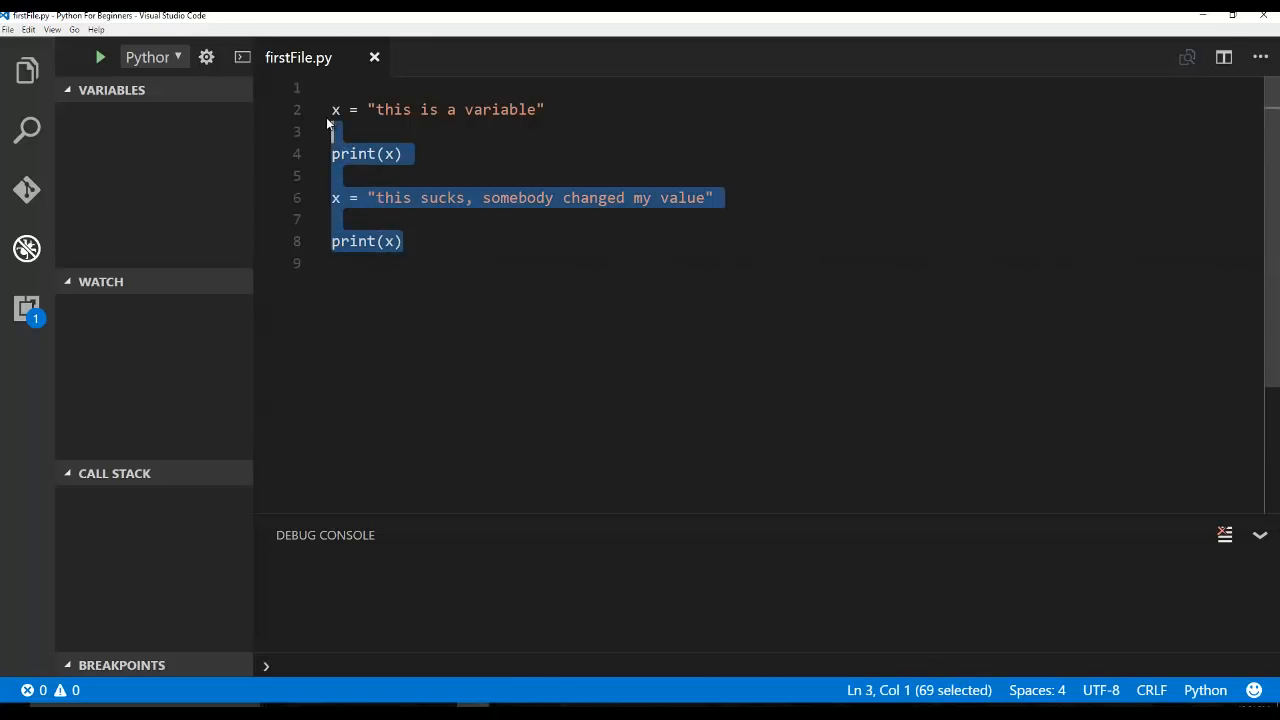 firstFile.py - Python For Beginners - Visual Studio Code
File Edit View Go Help
Python
firstFile.py
VARIABLES
1
2 x = "this is a variable"
3
4 print(x)
5
6 x = "this sucks, somebody changed my value"
7
8 print(x)
9
WATCH
1
CALL STACK
DEBUG CONSOLE
BREAKPOINTS
0 0 Ln 3, Col 1 (69 selected) Spaces: 4 UTF-8 CRLF Python